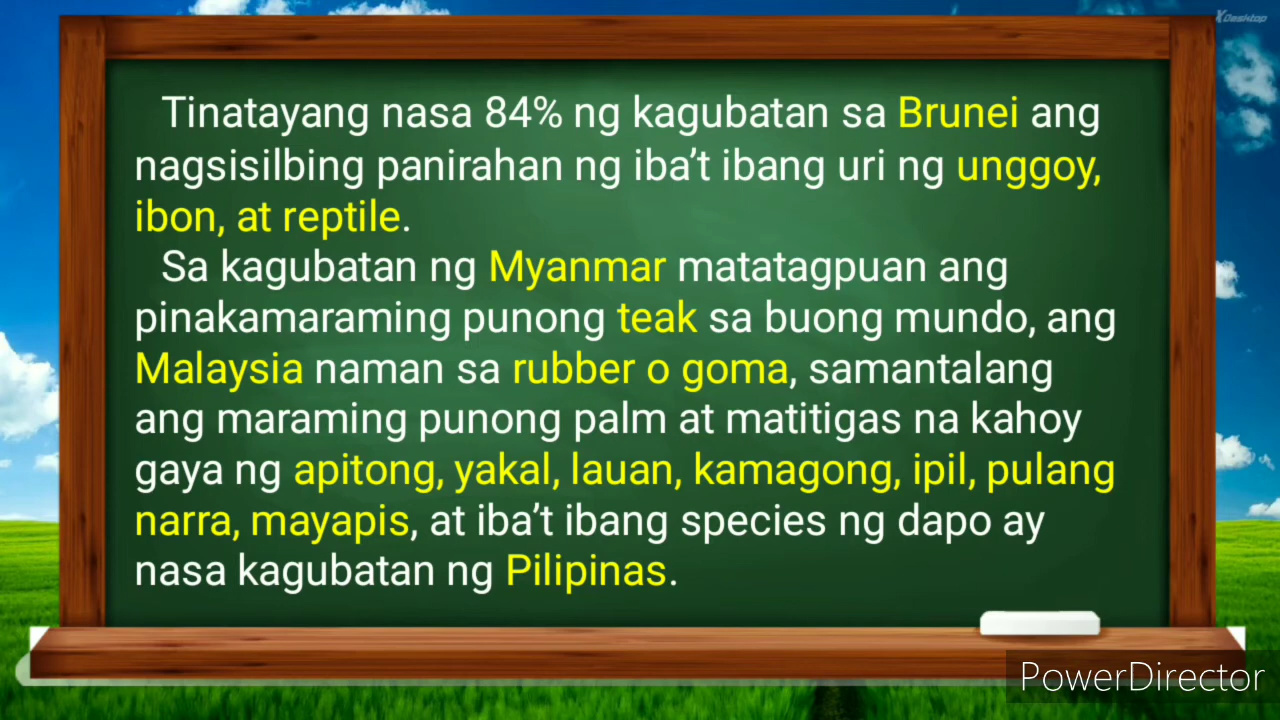 XDesktop
Tinatayang nasa 84% ng kagubatan sa Brunei ang
nagsisilbing panirahan ng iba’t ibang uri ng unggoy,
ibon, at reptile.
Sa kagubatan ng Myanmar matatagpuan ang
pinakamaraming punong teak sa buong mundo, ang
Malaysia naman sa rubber o goma, samantalang
ang maraming punong palm at matitigas na kahoy
gaya ng apitong, yakal, lauan, kamagong, ipil, pulang
narra, mayapis, at iba’t ibang species ng dapo ay
nasa kagubatan ng Pilipinas.
PowerDirector